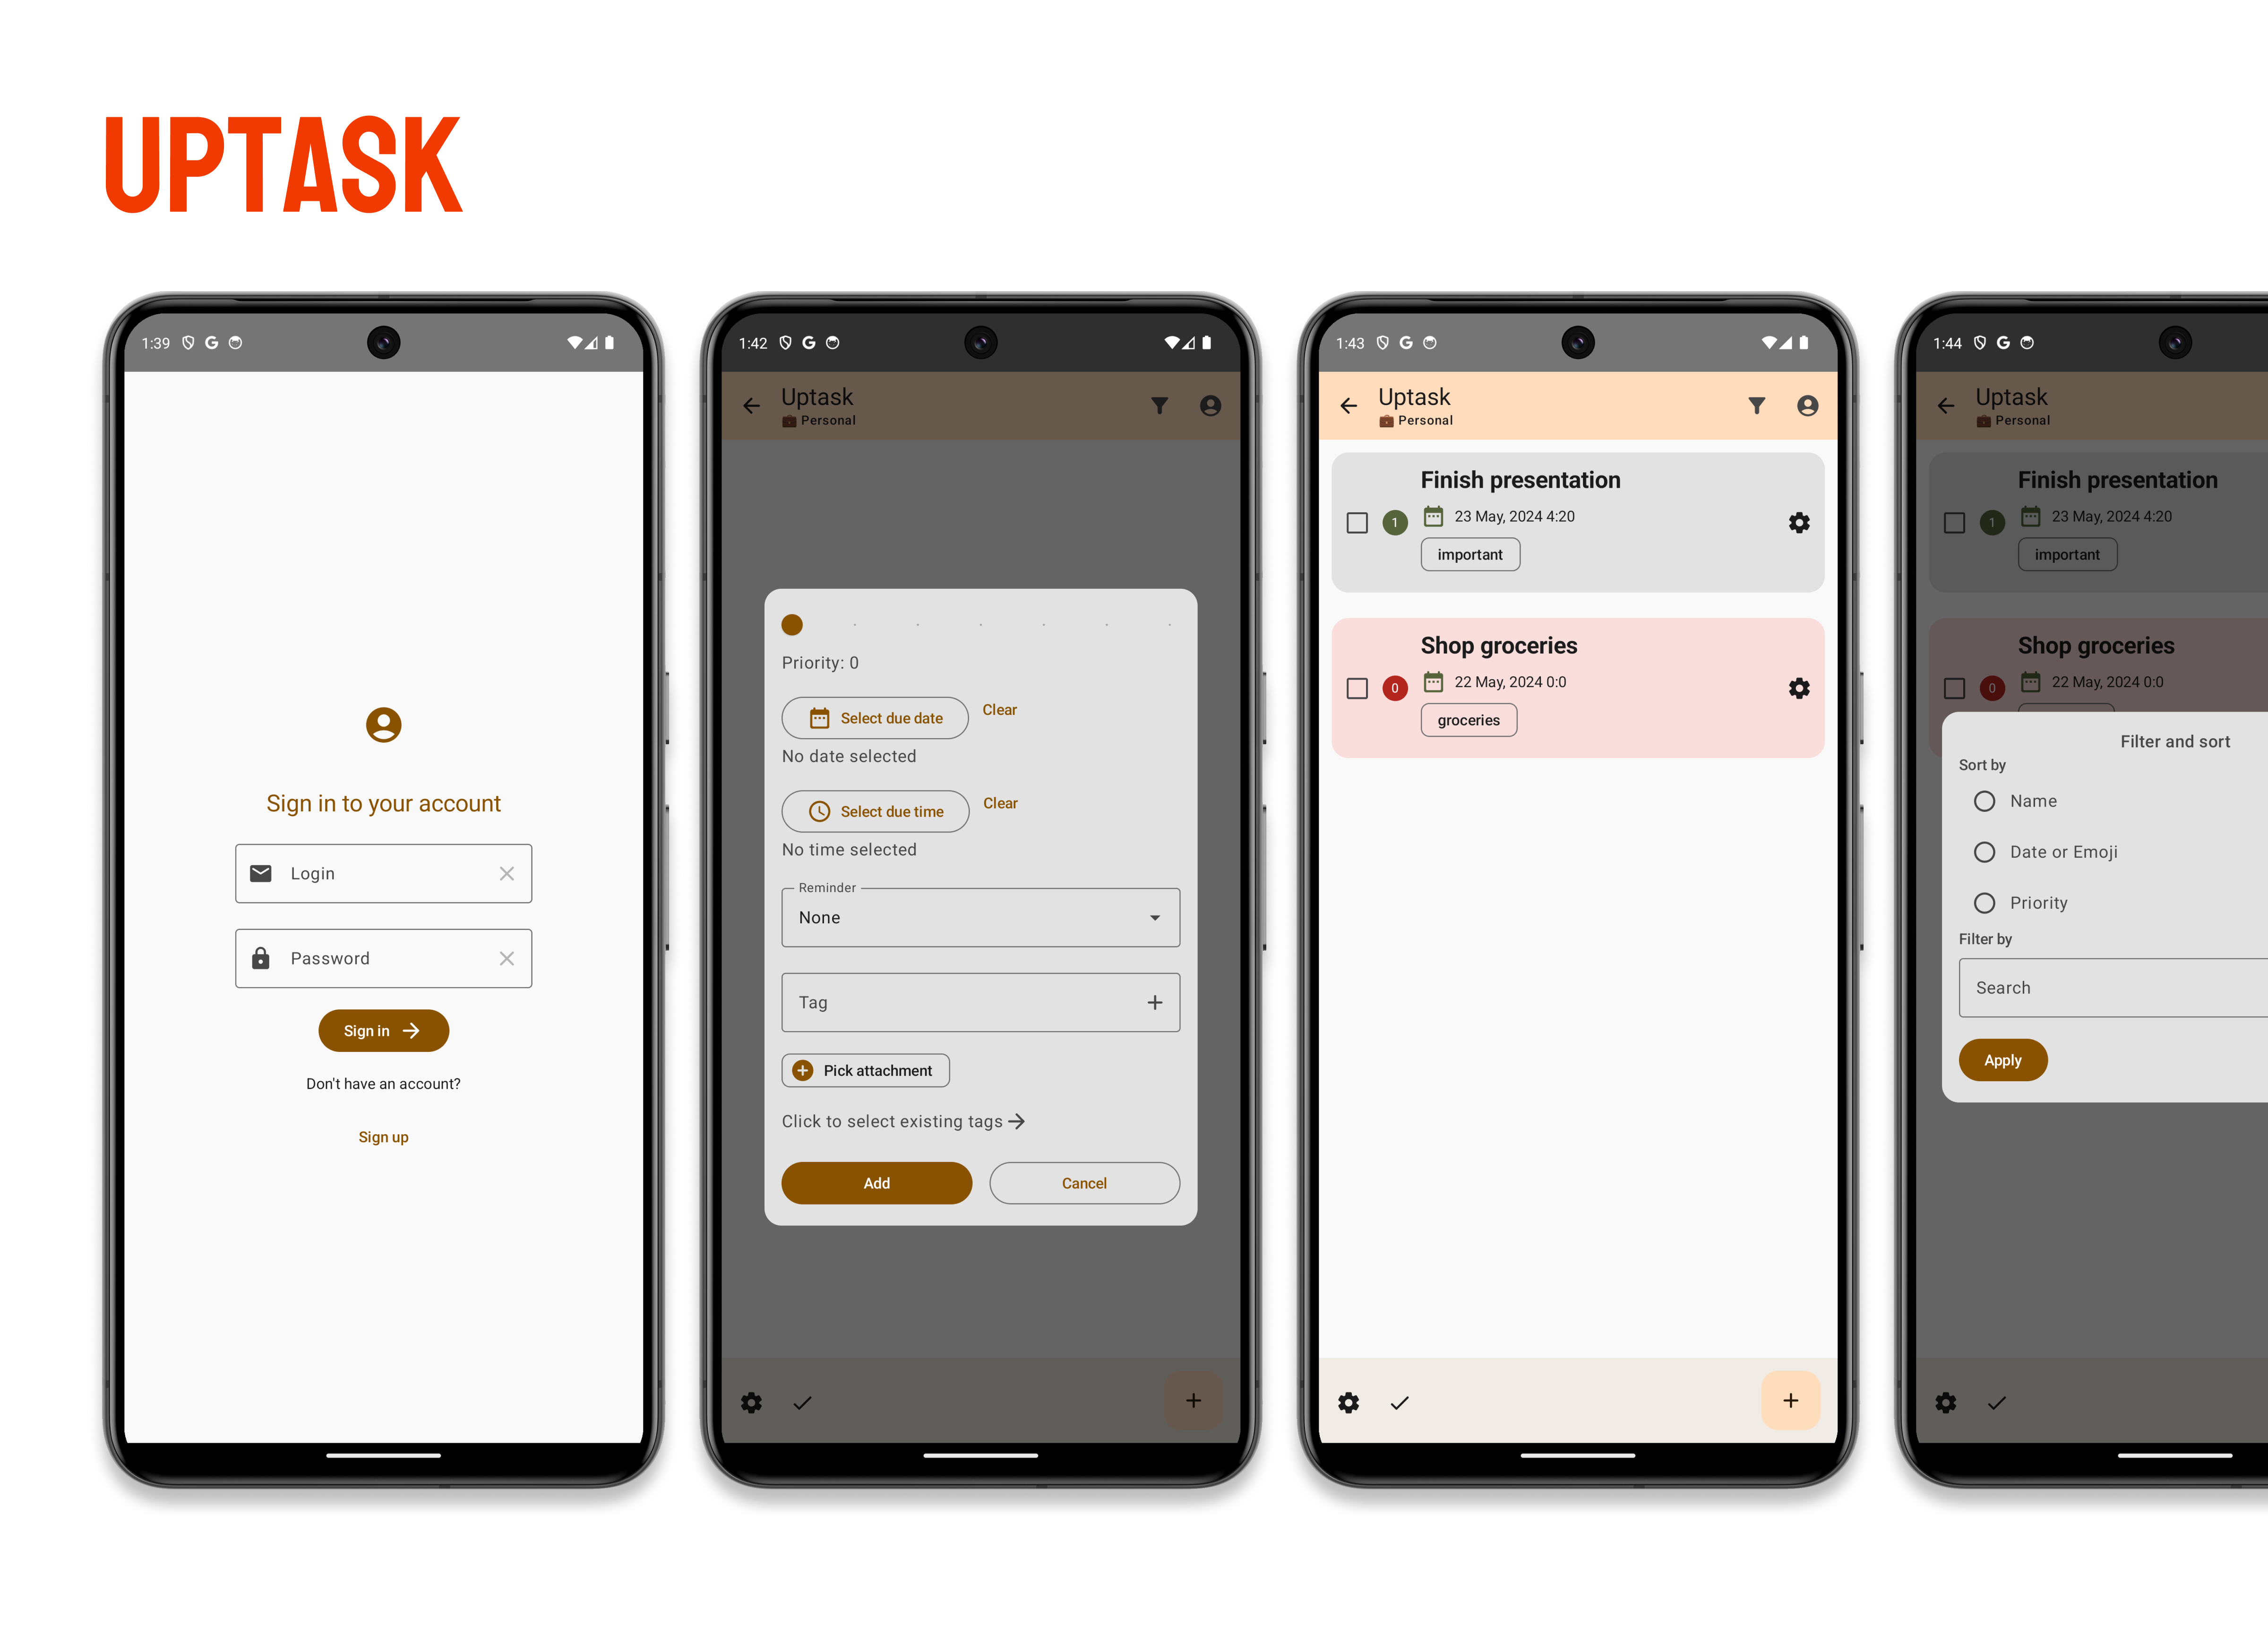 UPTASK
1:39
Sign in to your account
Login
Password
Sign in
Don't have an account?
Sign up
1:42
Uptask
Personal
Priority: 0
Select due date
Clear
No date selected
Select due time
Clear
No time selected
Reminder
None
Tag
Pick attachment
Click to select existing tags
Add
Cancel
1:43
Uptask
Personal
Finish presentation
1
23 May, 2024 4:20
important
Shop groceries
0
22 May, 2024 0:0
groceries
1:44
Uptask
Personal
Finish presentation
1
23 May, 2024 4:20
important
Shop groceries
0
22 May, 2024 0:0
Filter and sort
Sort by
Name
Date or Emoji
Priority
Filter by
Search
Apply